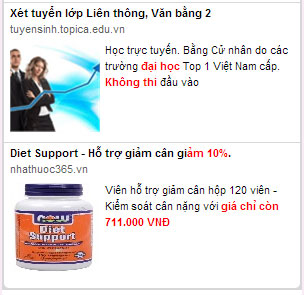 Xét tuyển lớp Liên thông, Văn bằng 2
tuyensinh.topica.edu.vn
Học trực tuyến. Bằng Cử nhân do các
trường đại học Top 1 Việt Nam cấp.
Không thi đầu vào
Diet Support - Hỗ trợ giảm cân giảm 10%.
nhathuoc365.vn
NOW
Diet
Support
Viên hỗ trợ giảm cân hộp 120 viên -
Kiểm soát cân nặng với giá chỉ còn
711.000 VNĐ